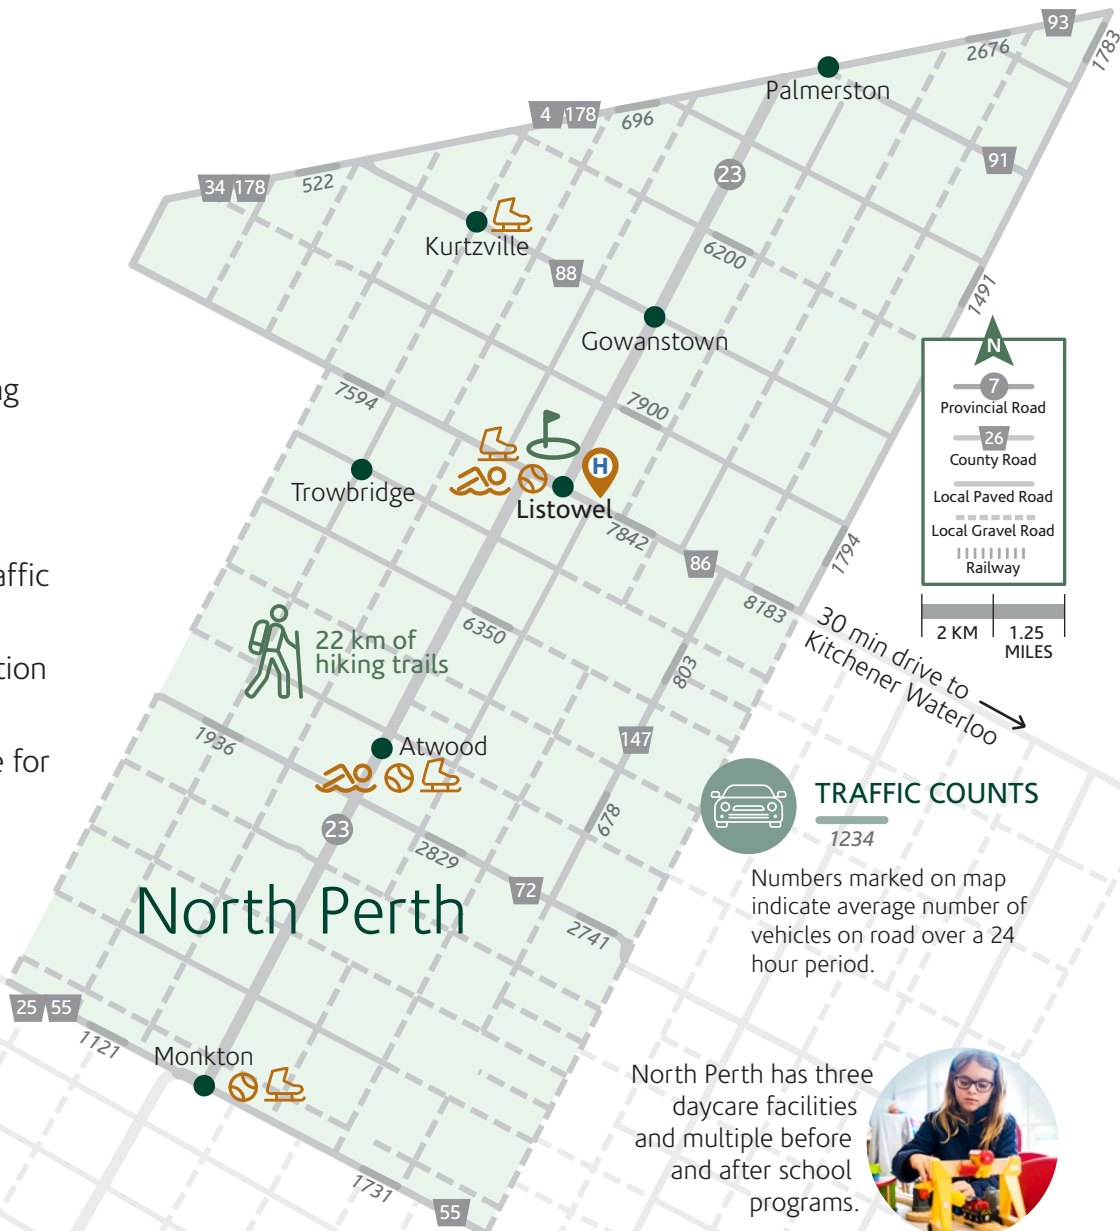 93
2676
1783
Palmerston
4 178
696
91
34 178
522
23
Kurtzville
6200
88
1491
Gowanstown
N
7
Provincial Road
26
County Road
Local Paved Road
Local Gravel Road
Railway
2 KM
1.25
MILES
ng
7594
7900
H
Trowbridge
Listowel
7842
86
1794
affic
8183
30 min drive to
Kitchener Waterloo
22 km of
hiking trails
6350
803
tion
1936
Atwood
147
e for
TRAFFIC COUNTS
1234
Numbers marked on map
indicate average number of
vehicles on road over a 24
hour period.
23
678
2829
72
North Perth
2741
25 55
1121
Monkton
North Perth has three
daycare facilities
and multiple before
and after school
programs.
1731
55